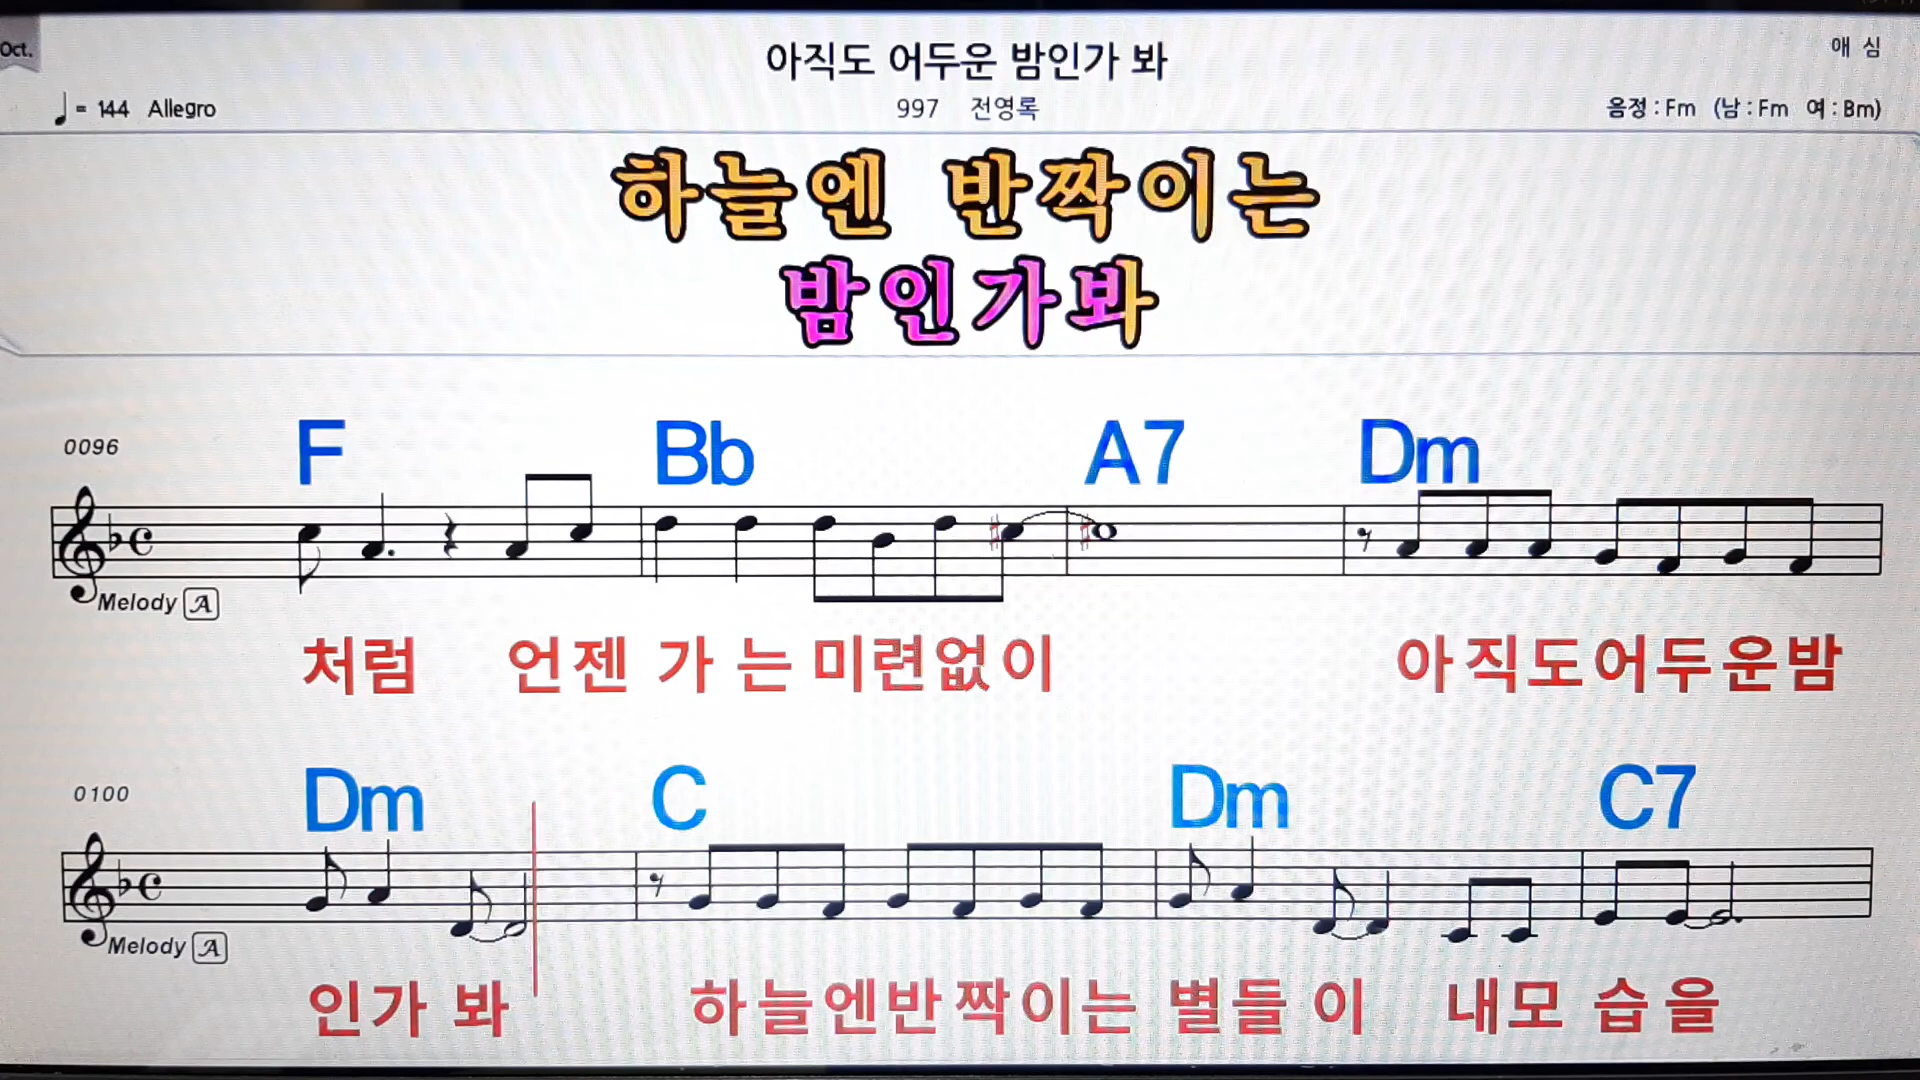 Oct.
아직도 어두운 밤인가 봐
애 심
♩ = 144 Allegro
997 전영록
음정 : Fm (남 : Fm 여 : Bm)
하늘엔 반짝이는
밤인가봐
0096
F Bb A7 Dm
Melody A
처럼 언젠 가 는 미련없이 아직도어두운밤
0100
Dm C Dm C7
Melody A
인가 봐 하늘엔반짝이는 별들 이 내모 습을